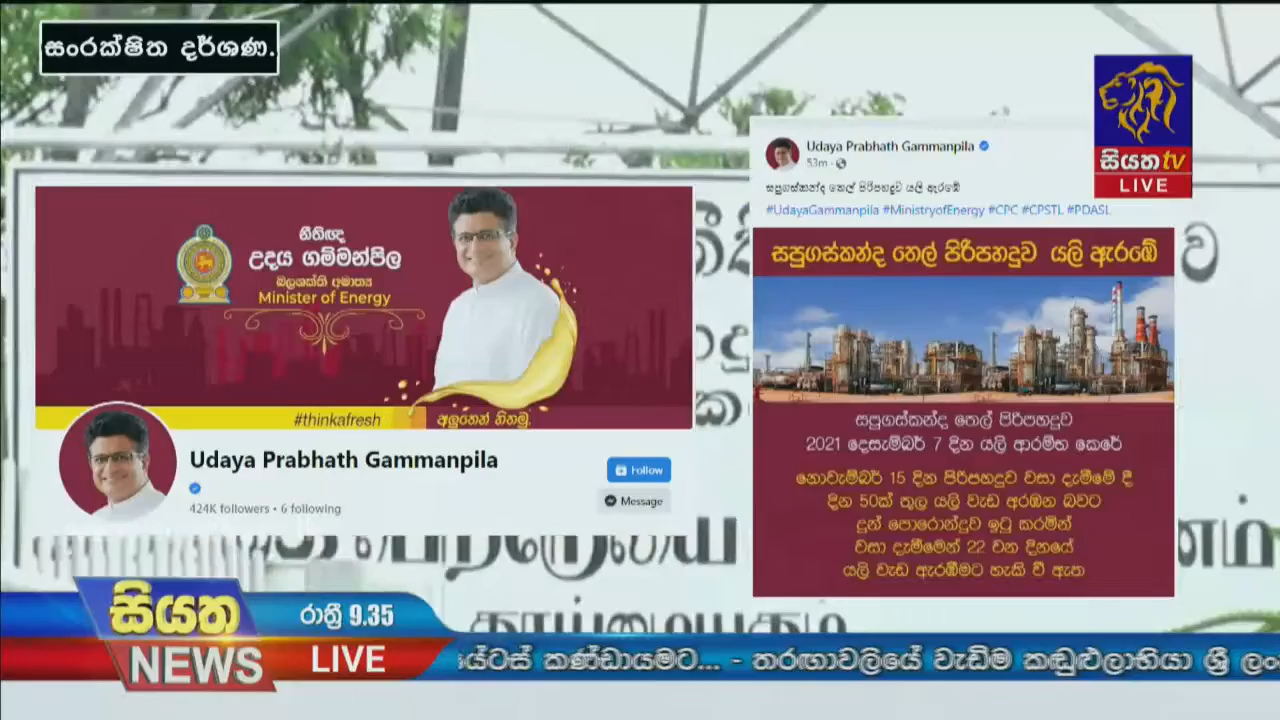 සංරක්ෂිත දර්ශණ.
සියත tv
LIVE
නීතිඥ
උදය ගම්මන්පිල
බලශක්ති අමාත්‍ය
Minister of Energy
#thinkafresh
අලුතෙන් හිතමු.
Udaya Prabhath Gammanpila
424K followers • 6 following
Follow
Message
Udaya Prabhath Gammanpila
53m
සපුගස්කන්ද තෙල් පිරිපහදුව යලි ඇරඹේ
#UdayaGammanpila #MinistryofEnergy #CPC #CPSTL #PDASL
සපුගස්කන්ද තෙල් පිරිපහදුව යලි ඇරඹේ
සපුගස්කන්ද තෙල් පිරිපහදුව
2021 දෙසැම්බර් 7 දින යලි ආරම්භ කෙරේ
නොවැම්බර් 15 දින පිරිපහදුව වසා දැමීමේ දී
දින 50ක් තුල යලි වැඩ අරඹන බවට
දුන් පොරොන්දුව ඉටු කරමින්
වසා දැමීමෙන් 22 වන දිනයේ
යලි වැඩ ඇරඹීමට හැකි වී ඇත
සියත
NEWS
රාත්‍රී 9.35
LIVE
කණ්ඩායමට... - තරඟාවලියේ වැඩිම කඩුළුලාභියා ශ්‍රී